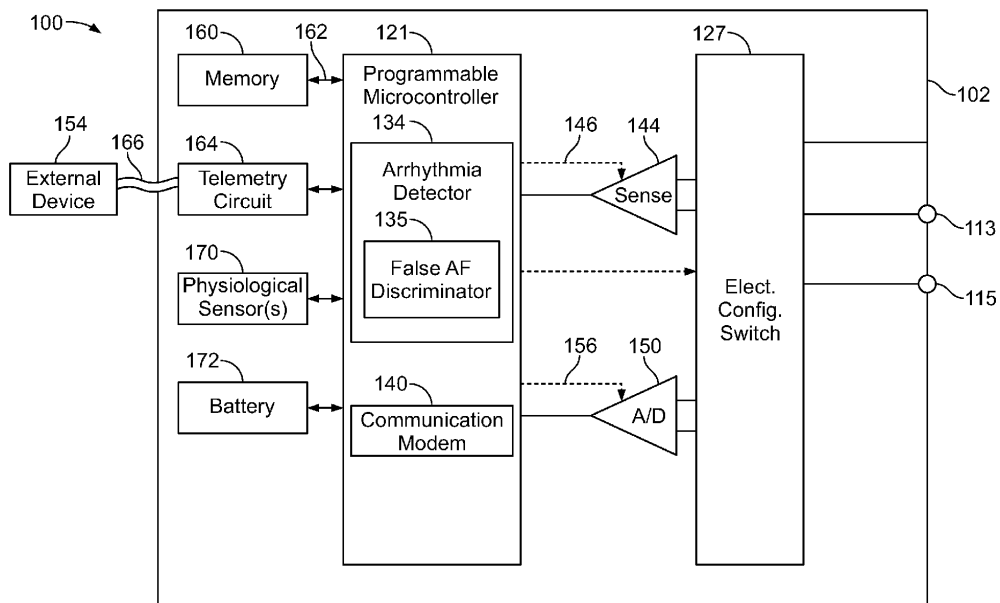 100
160
162
121
127
Memory
Programmable
Microcontroller
102
154
166
164
134
146
144
External
Device
Telemetry
Circuit
Arrhythmia
Detector
Sense
113
170
135
Physiological
Sensor(s)
False AF
Discriminator
115
Elect.
Config.
Switch
172
140
156
150
Battery
Communication
Modem
A/D